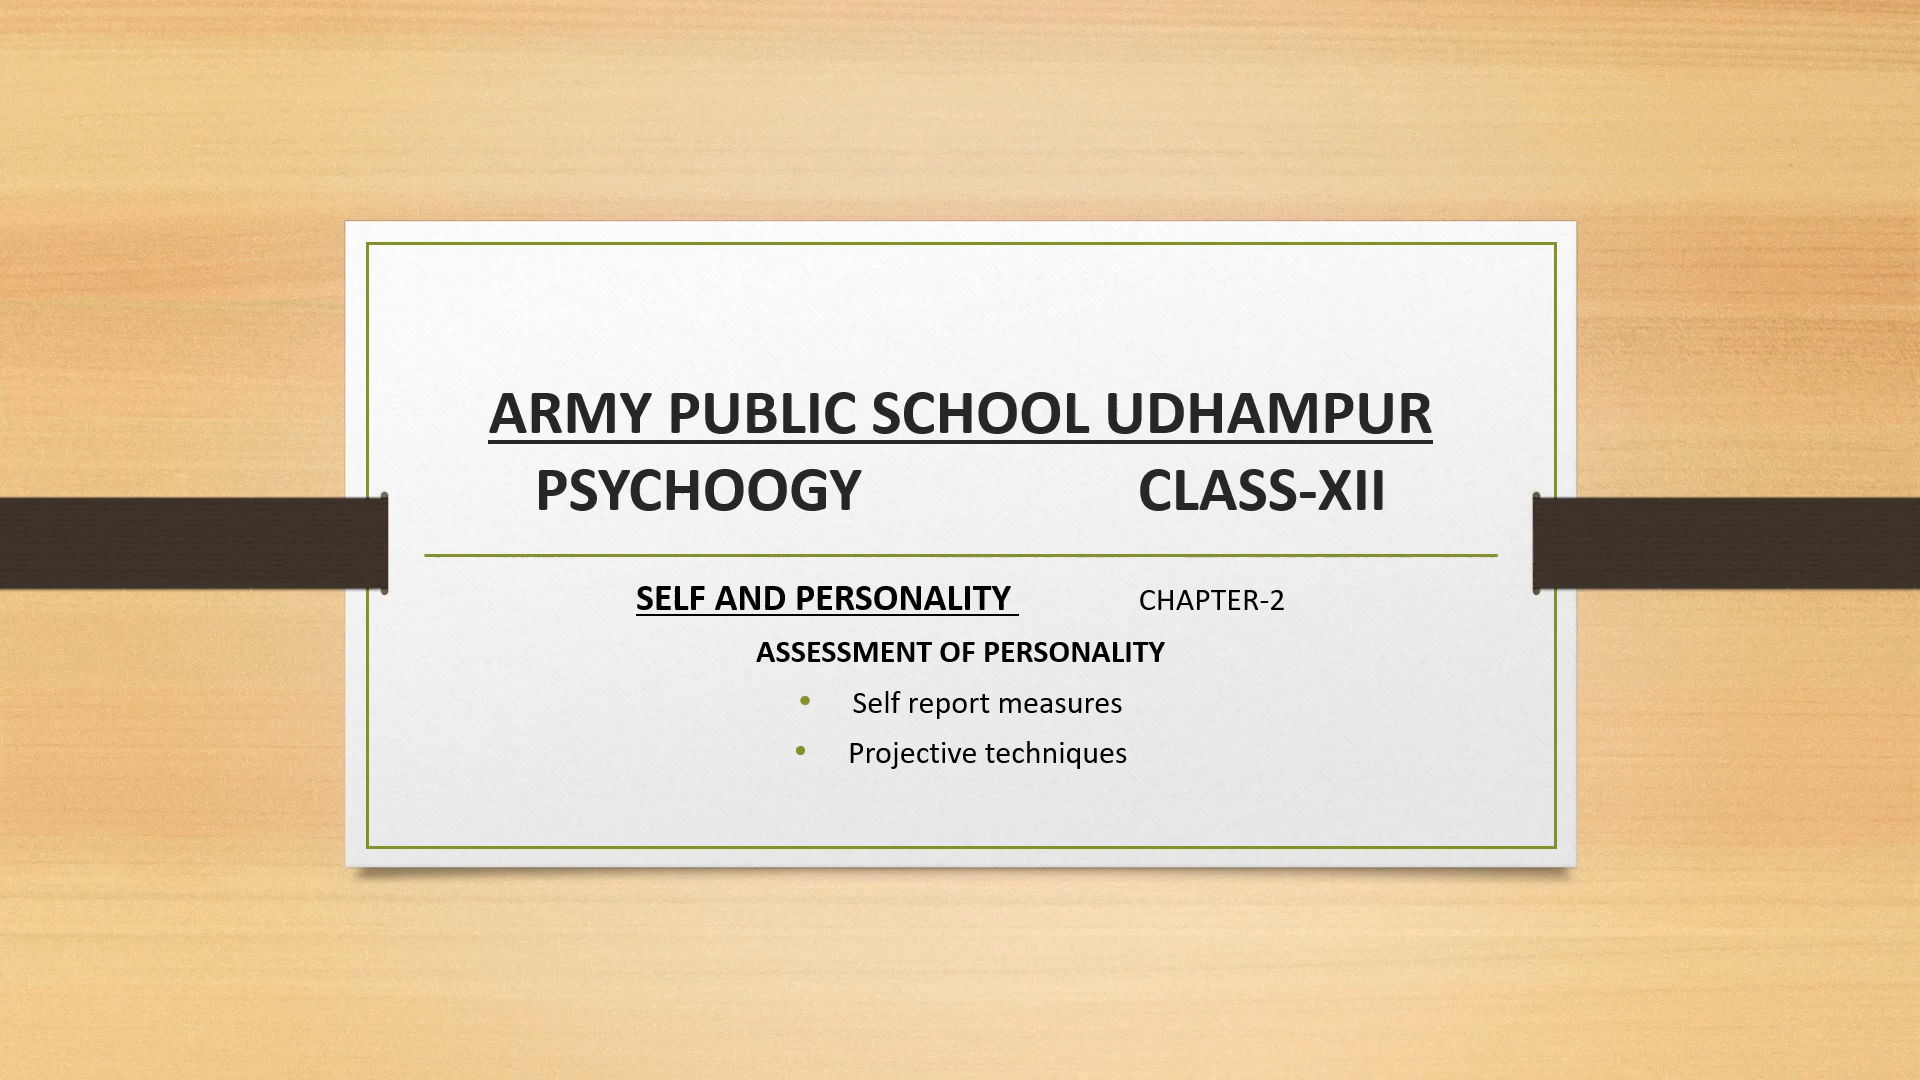 ARMY PUBLIC SCHOOL UDHAMPUR
PSYCHOOGY CLASS-XII
SELF AND PERSONALITY CHAPTER-2
ASSESSMENT OF PERSONALITY
• Self report measures
• Projective techniques